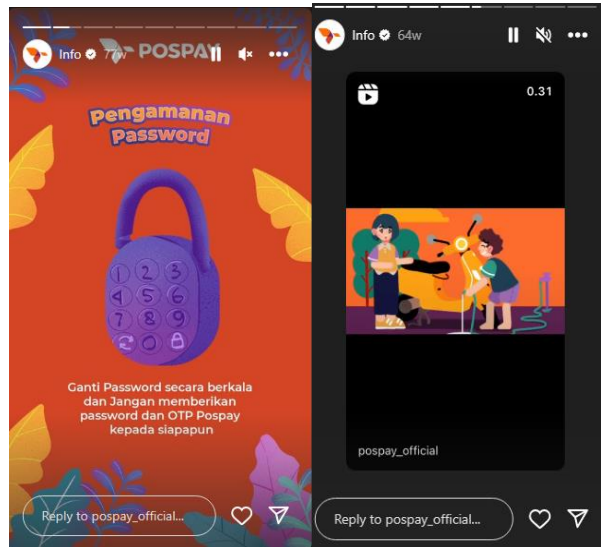 Info 77w
POSPAY
Pengamanan
Password
1 2 3
4 5 6
7 8 9
0
Ganti Password secara berkala
dan Jangan memberikan
password dan OTP Pospay
kepada siapapun
Reply to pospay_official...
Info 64w
0.31
pospay_official
Reply to pospay_official...